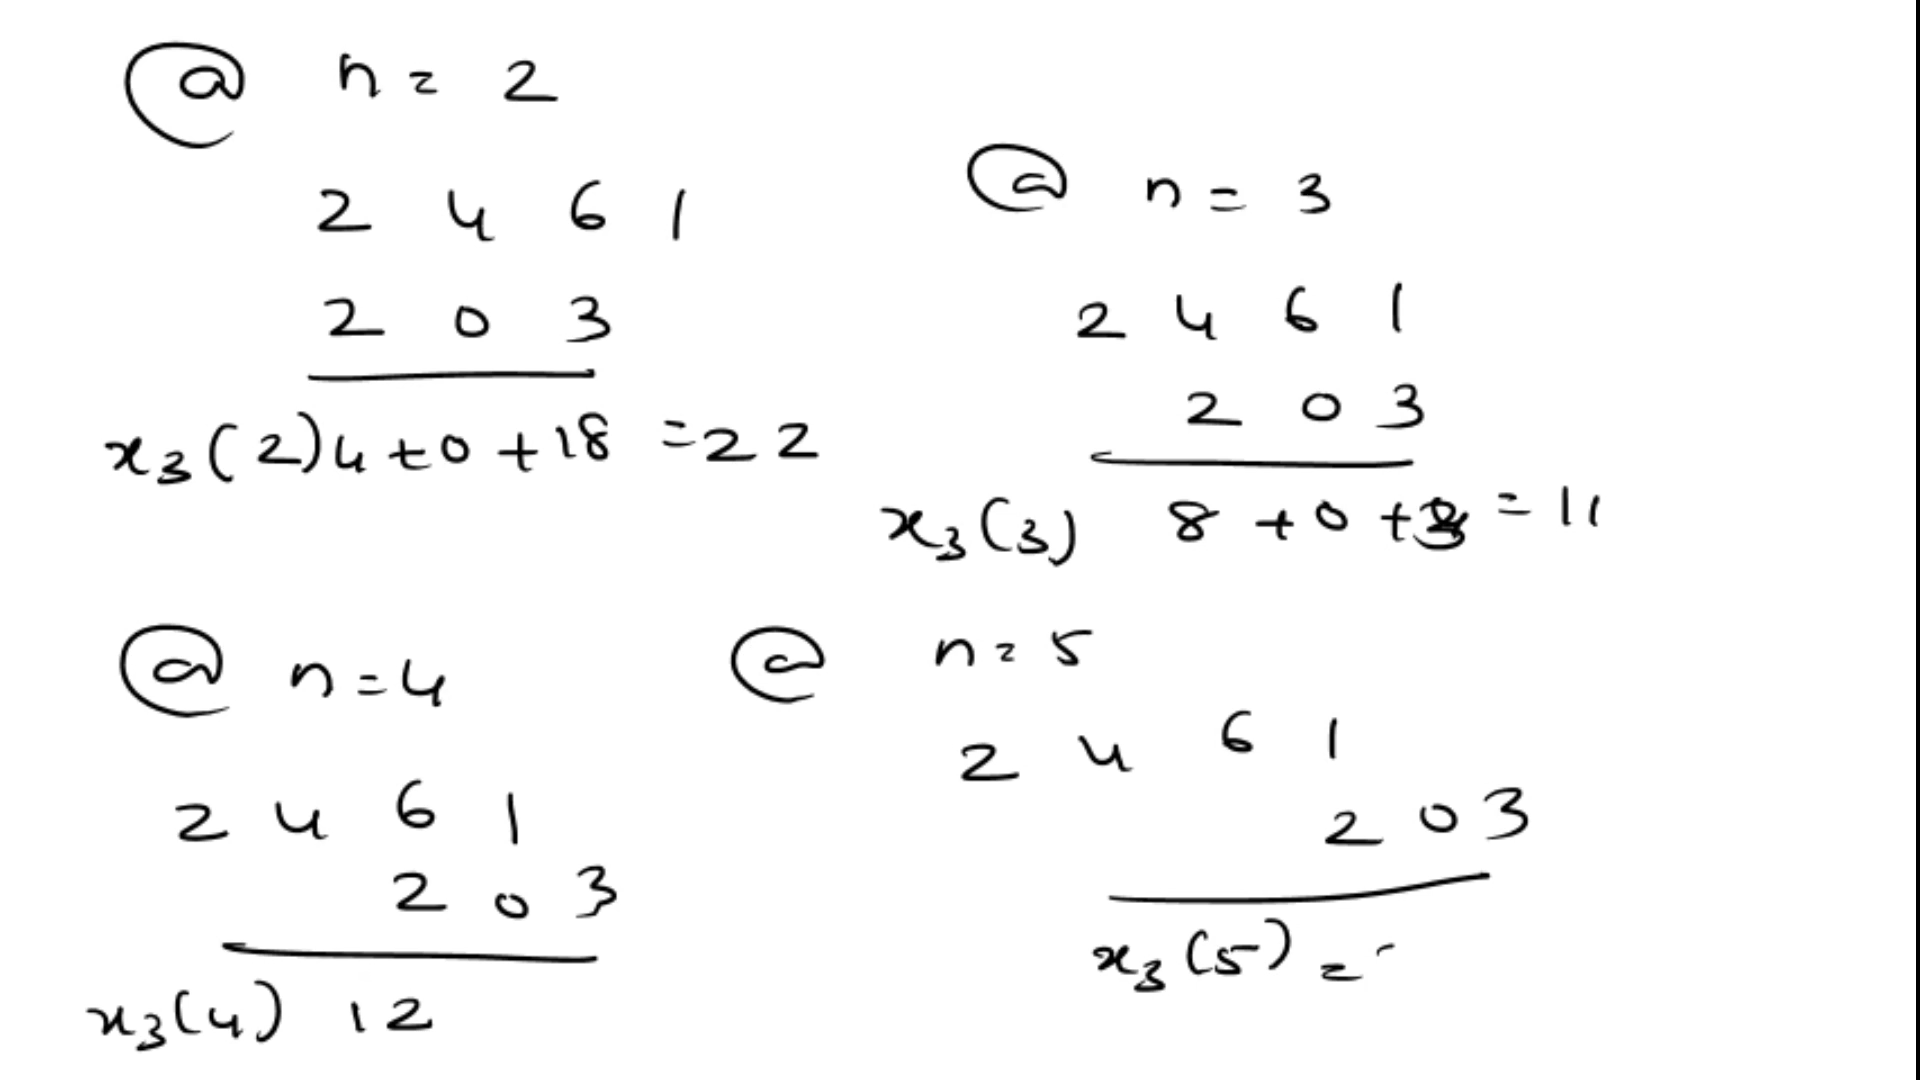 @ n = 2
2 4 6 1
2 0 3
x3(2) 4 + 0 + 18 = 22
@ n = 3
2 4 6 1
2 0 3
x3(3) 8 + 0 + 3 = 11
@ n = 4
2 4 6 1
2 0 3
x3(4) 12
@ n = 5
2 4 6 1
2 0 3
x3(5) =